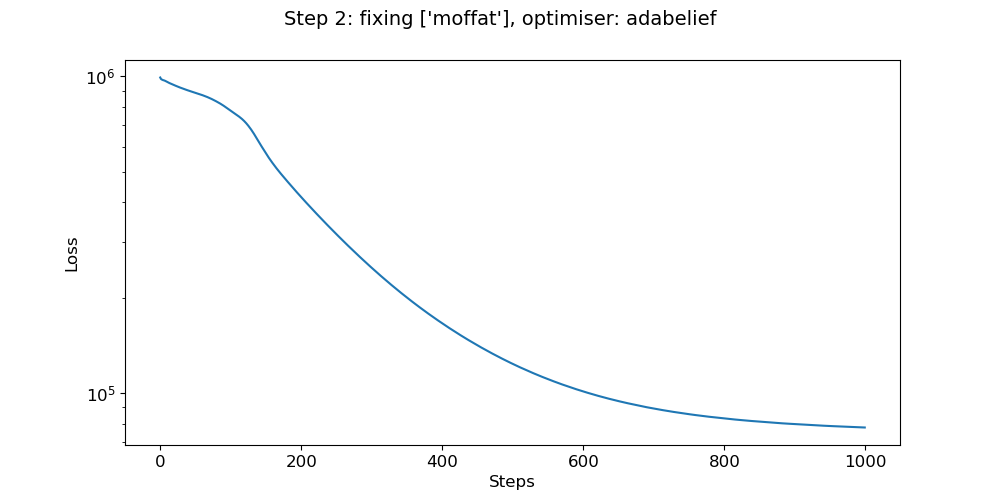 Step 2: fixing ['moffat'], optimiser: adabelief
10⁶
10⁵
Loss
0 200 400 600 800 1000
Steps